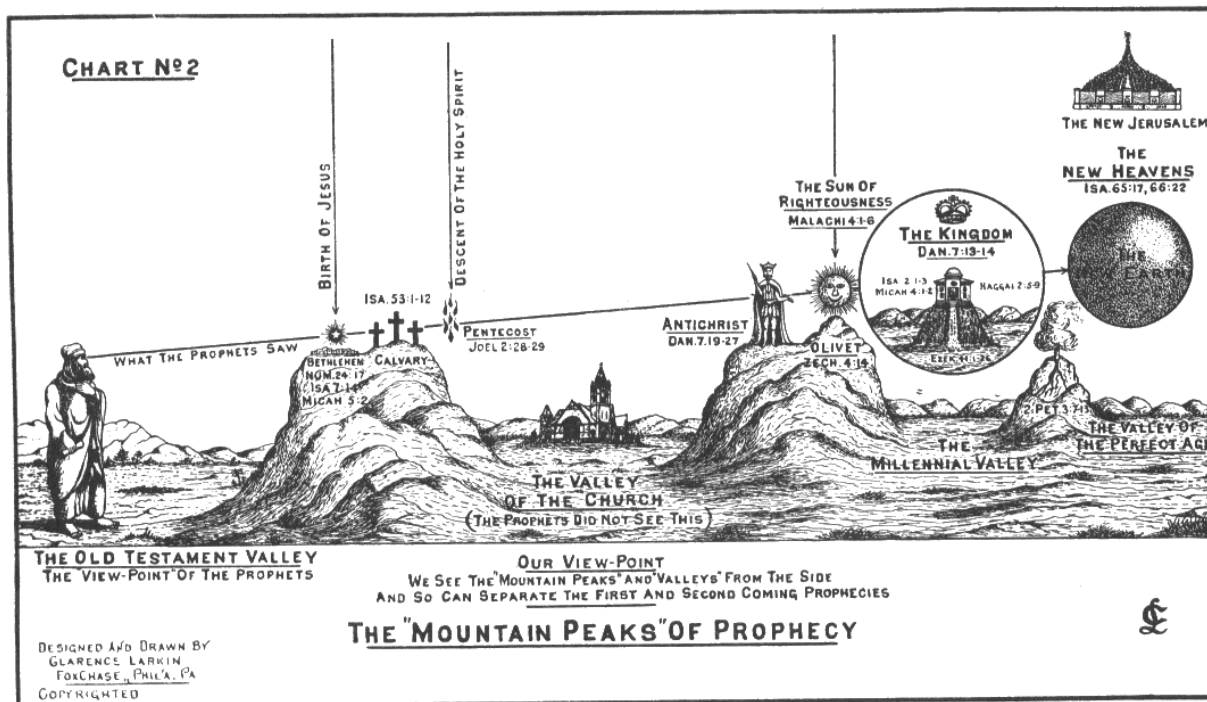 CHART Nº 2
BIRTH OF JESUS
DESCENT OF THE HOLY SPIRIT
THE NEW JERUSALEM
THE
NEW HEAVENS
ISA. 65:17, 66:22
THE SUN OF
RIGHTEOUSNESS
MALACHI 4:1-6
THE KINGDOM
DAN. 7:13-14
ISA 2:1-3
MICAH 4:1-2
HAGGAI 2:5-9
THE
EARTH
ISA. 53:1-12
WHAT THE PROPHETS SAW
PENTECOST
JOEL 2:28-29
ANTICHRIST
DAN. 7.19-27
BETHLEHEM
NUM. 24:17
ISA 7:14
MICAH 5:2
CALVARY
OLIVET
ZECH. 4:14
2 PET. 3:7-13
THE VALLEY OF
THE PERFECT AGE
THE
MILLENNIAL VALLEY
THE VALLEY
OF THE CHURCH
(THE PROPHETS DID NOT SEE THIS)
THE OLD TESTAMENT VALLEY
THE "VIEW-POINT" OF THE PROPHETS
OUR VIEW-POINT
WE SEE THE "MOUNTAIN PEAKS" AND "VALLEYS" FROM THE SIDE
AND SO CAN SEPARATE THE FIRST AND SECOND COMING PROPHECIES
THE "MOUNTAIN PEAKS" OF PROPHECY
DESIGNED AND DRAWN BY
CLARENCE LARKIN
FOXCHASE, PHIL'A, PA
COPYRIGHTED